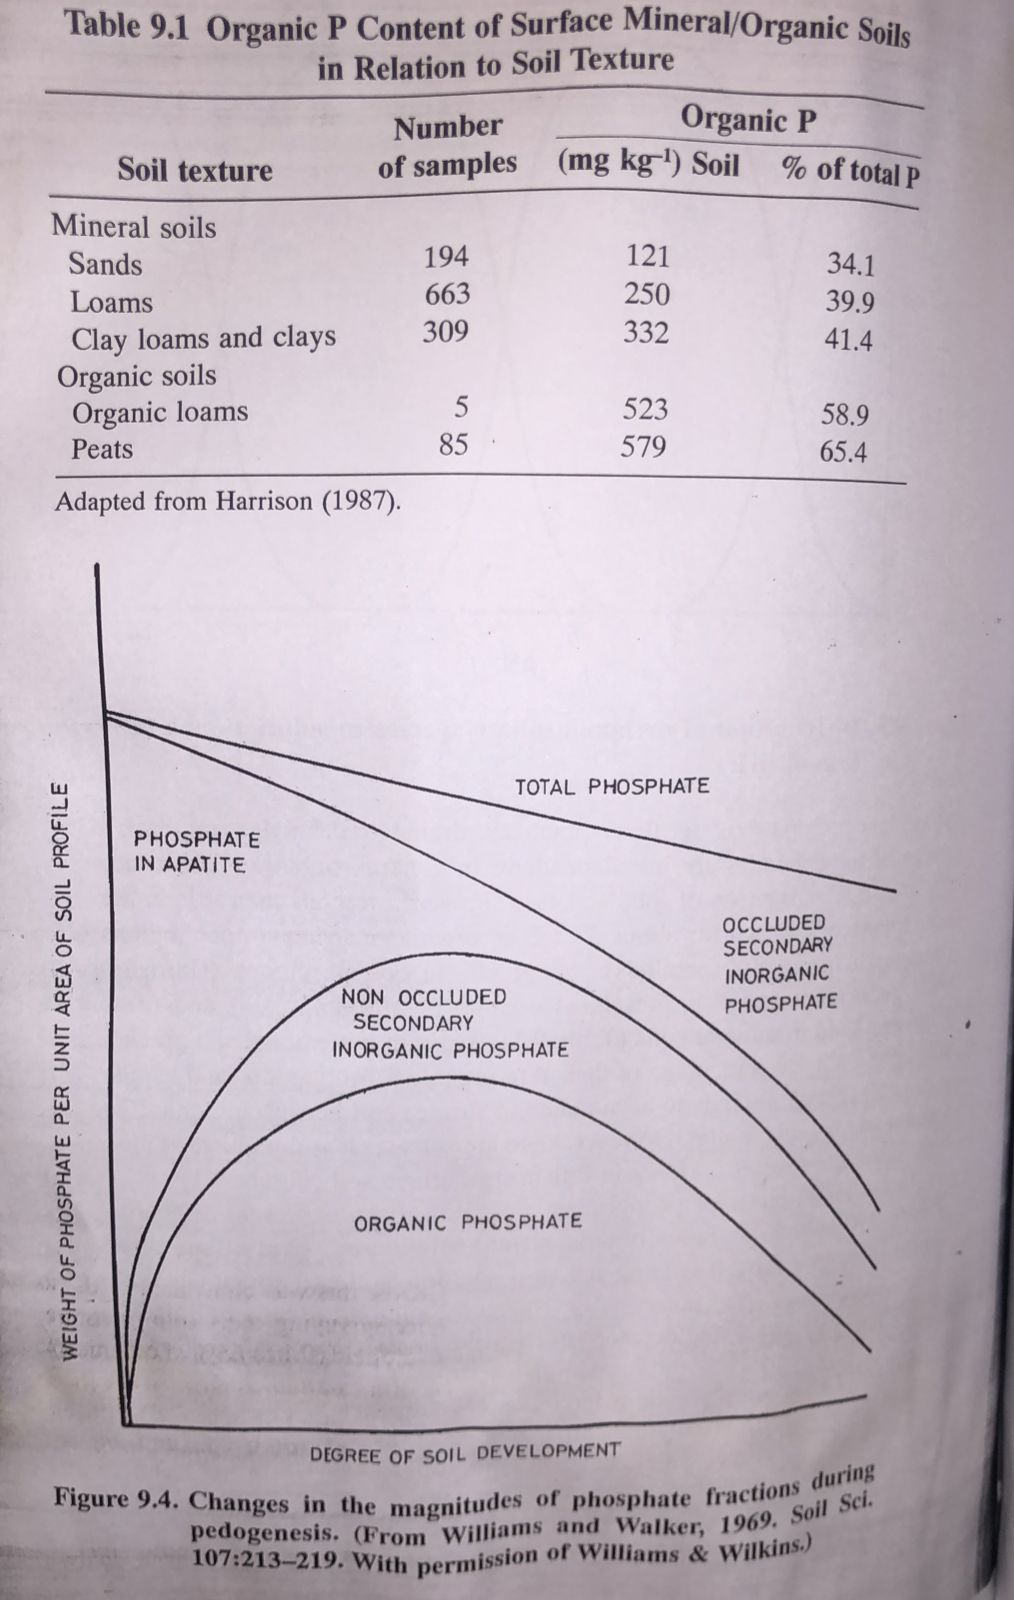 Table 9.1 Organic P Content of Surface Mineral/Organic Soils
in Relation to Soil Texture
Soil texture Number of samples Organic P (mg kg⁻¹) Soil % of total P
Mineral soils
Sands 194 121 34.1
Loams 663 250 39.9
Clay loams and clays 309 332 41.4
Organic soils
Organic loams 5 523 58.9
Peats 85 579 65.4
Adapted from Harrison (1987).
WEIGHT OF PHOSPHATE PER UNIT AREA OF SOIL PROFILE
TOTAL PHOSPHATE
PHOSPHATE
IN APATITE
OCCLUDED
SECONDARY
INORGANIC
PHOSPHATE
NON OCCLUDED
SECONDARY
INORGANIC PHOSPHATE
ORGANIC PHOSPHATE
DEGREE OF SOIL DEVELOPMENT
Figure 9.4. Changes in the magnitudes of phosphate fractions during
pedogenesis. (From Williams and Walker, 1969. Soil Sci.
107:213–219. With permission of Williams & Wilkins.)